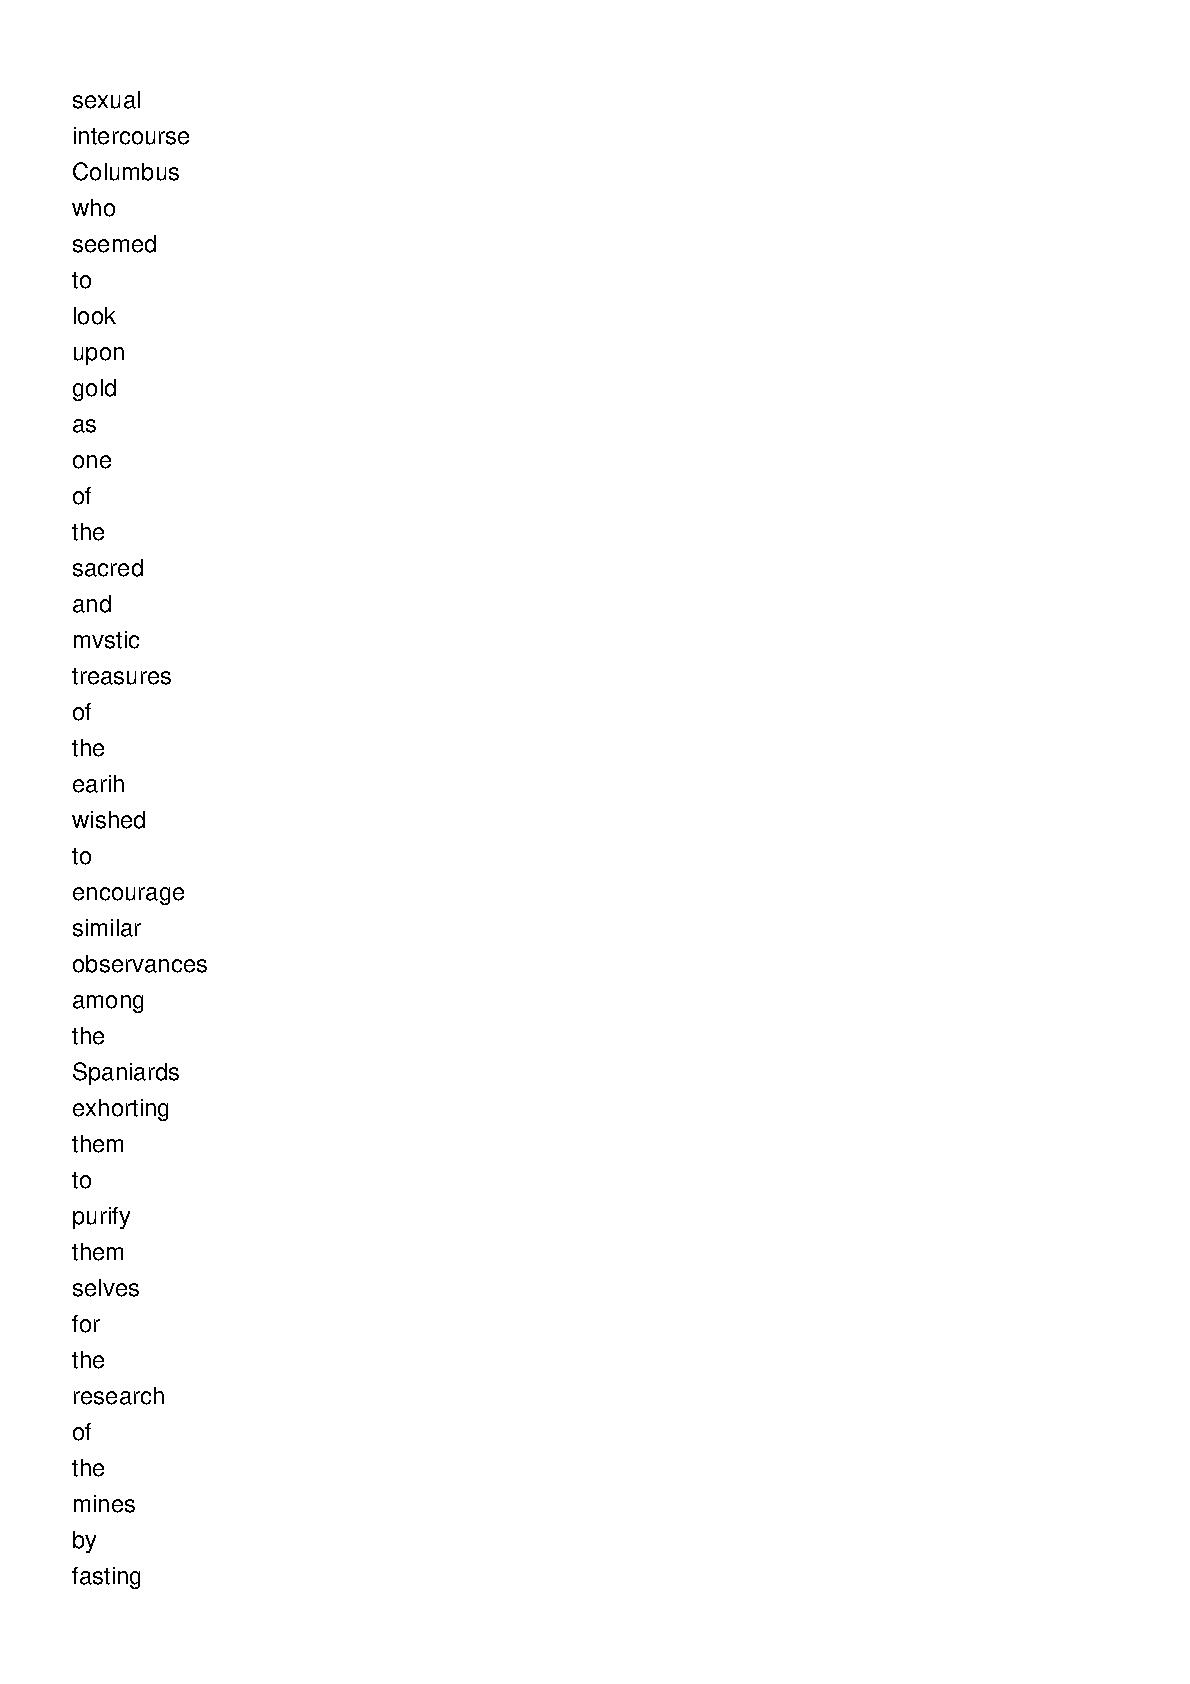 sexual
intercourse
Columbus
who
seemed
to
look
upon
gold
as
one
of
the
sacred
and
mvstic
treasures
of
the
earih
wished
to
encourage
similar
observances
among
the
Spaniards
exhorting
them
to
purify
them
selves
for
the
research
of
the
mines
by
fasting